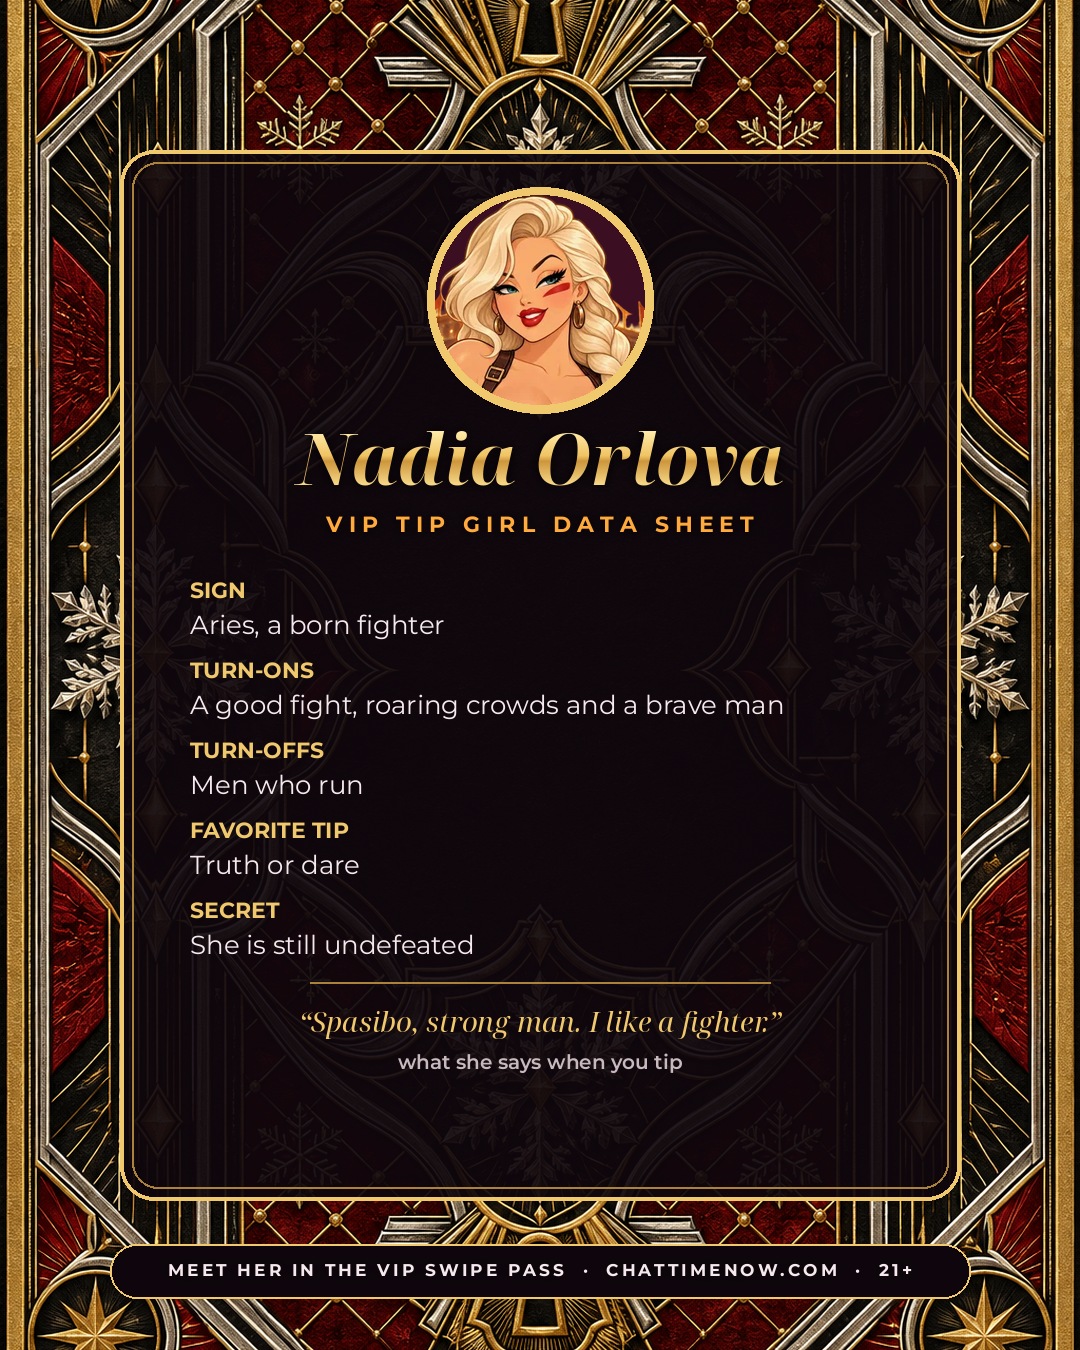 Nadia Orlova
VIP TIP GIRL DATA SHEET
SIGN
Aries, a born fighter
TURN-ONS
A good fight, roaring crowds and a brave man
TURN-OFFS
Men who run
FAVORITE TIP
Truth or dare
SECRET
She is still undefeated
“Spasibo, strong man. I like a fighter.”
what she says when you tip
MEET HER IN THE VIP SWIPE PASS · CHATTIMENOW.COM · 21+